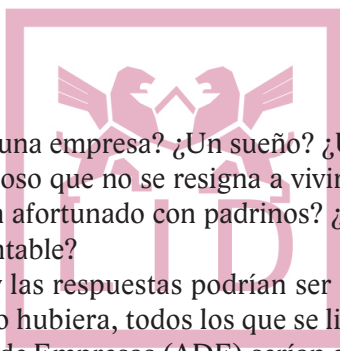 una empresa? ¿Un sueño? ¿
oso que no se resigna a vivir
afortunado con padrinos? ¿
ntable?
las respuestas podrían ser
hubiera, todos los que se li
de Empresas (ADE) serían
LID